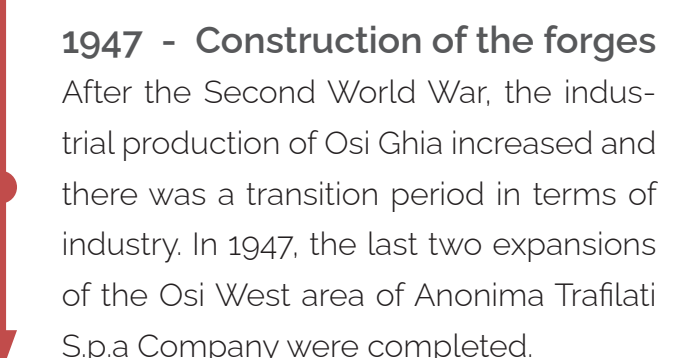 1947 - Construction of the forges
After the Second World War, the indus-
trial production of Osi Ghia increased and
there was a transition period in terms of
industry. In 1947, the last two expansions
of the Osi West area of Anonima Trafilati
S.p.a Company were completed.